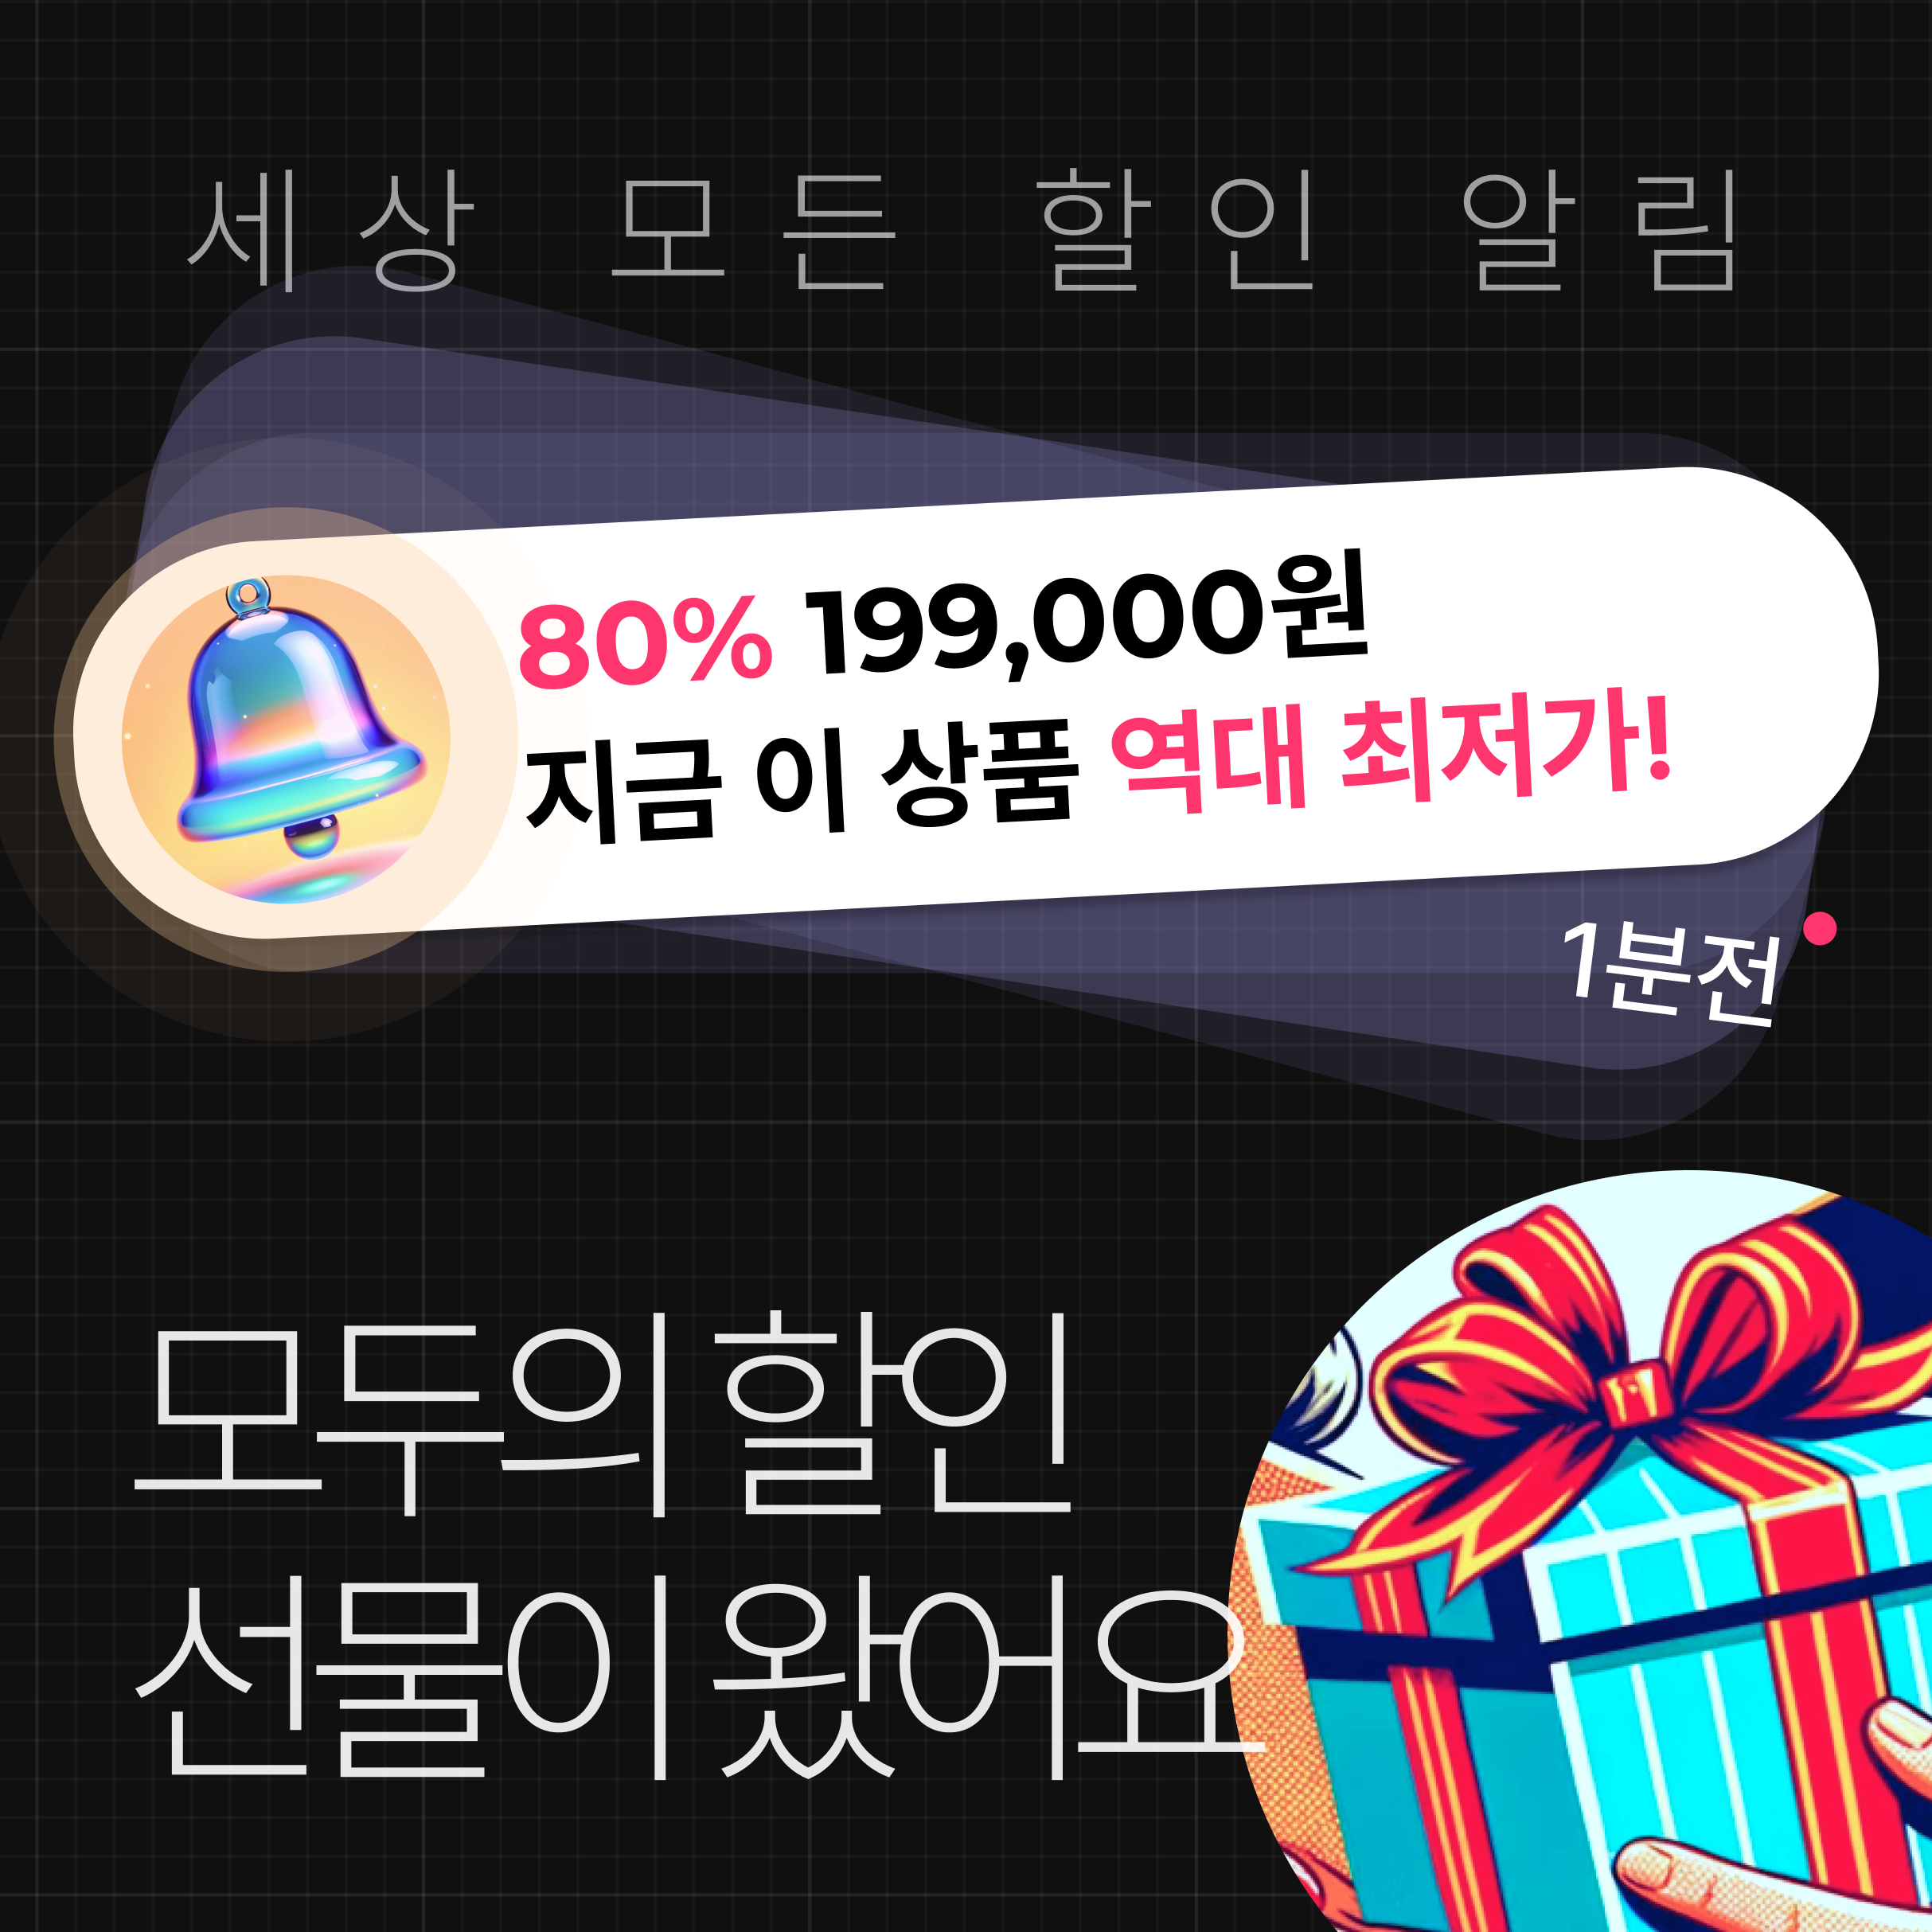 세상 모든 할인 알림
80% 199,000원
지금 이 상품 역대 최저가!
1분전
모두의할인
선물이왔어요